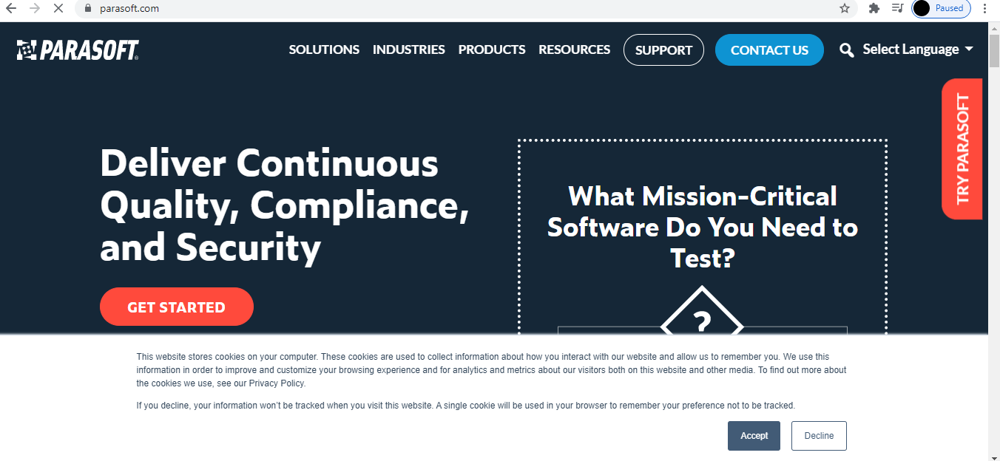 parasoft.com
Paused
PARASOFT
SOLUTIONS INDUSTRIES PRODUCTS RESOURCES SUPPORT CONTACT US Select Language
TRY PARASOFT
Deliver Continuous
Quality, Compliance,
and Security
GET STARTED
What Mission-Critical
Software Do You Need to
Test?
?
This website stores cookies on your computer. These cookies are used to collect information about how you interact with our website and allow us to remember you. We use this
information in order to improve and customize your browsing experience and for analytics and metrics about our visitors both on this website and other media. To find out more about
the cookies we use, see our Privacy Policy.
If you decline, your information won't be tracked when you visit this website. A single cookie will be used in your browser to remember your preference not to be tracked.
Accept
Decline